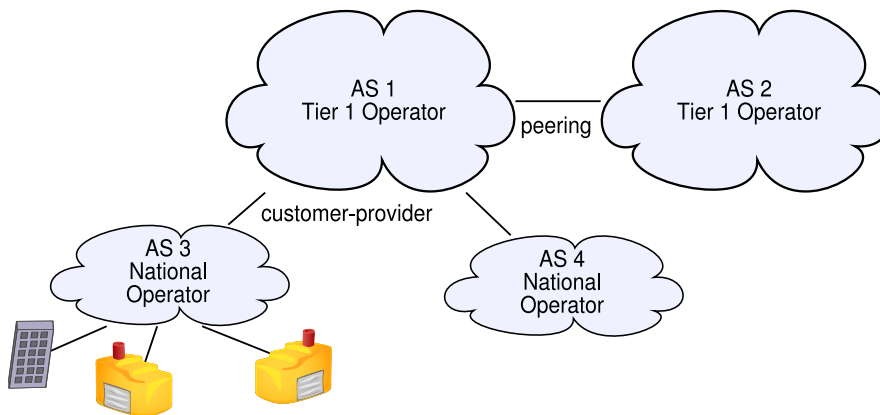 AS 1
Tier 1 Operator
AS 2
Tier 1 Operator
peering
customer-provider
AS 3
National
Operator
AS 4
National
Operator